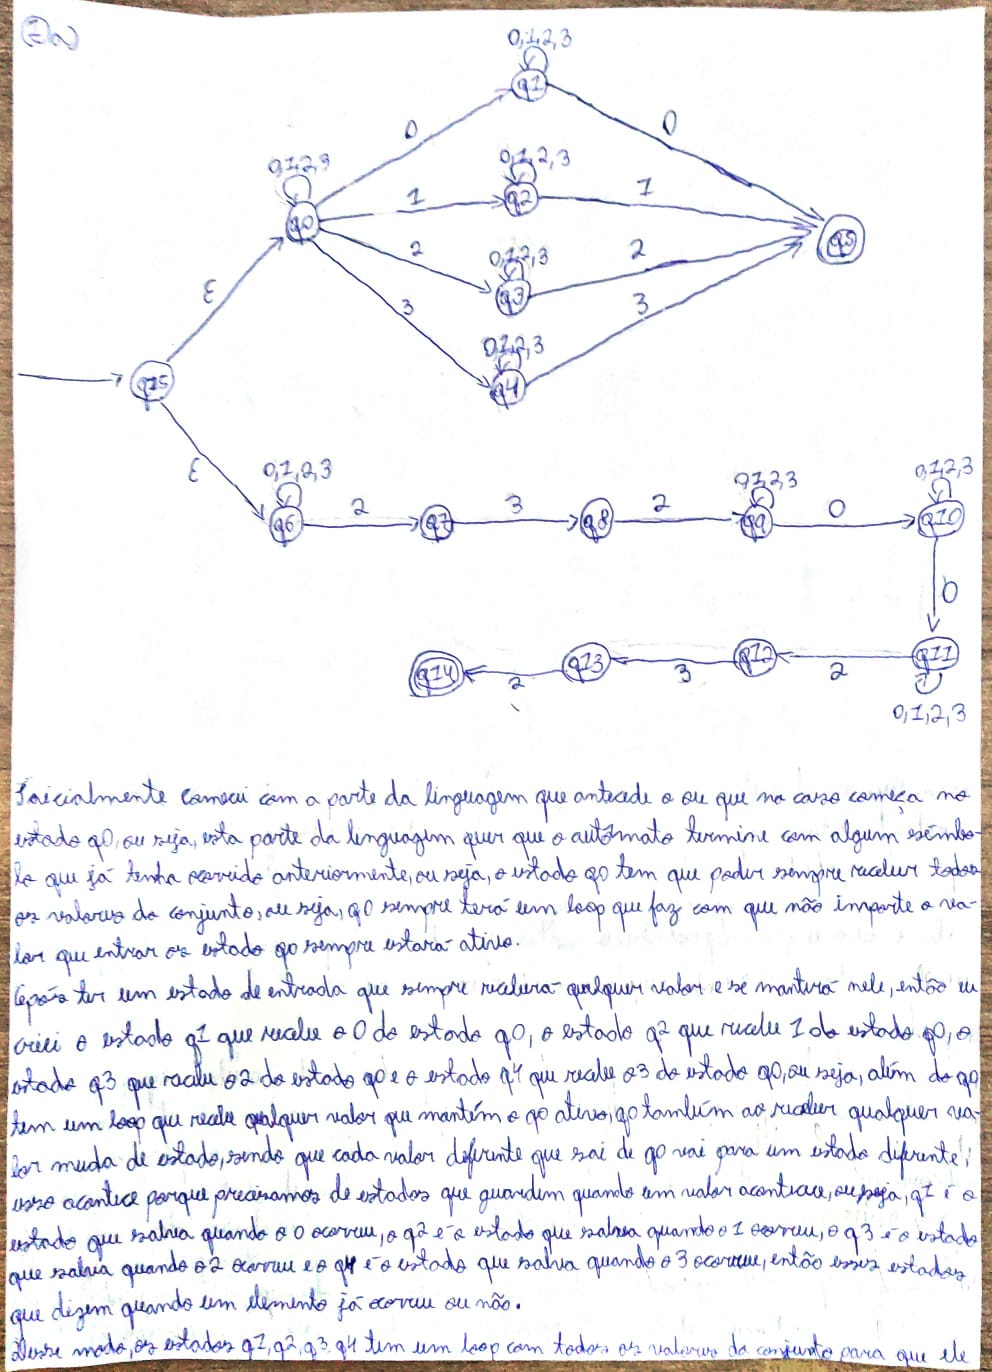 0,1,2,3
q1
0
0
0,1,2,3
0,1,2,3
q0
1
q2
1
q5
2
0,1,2,3
q3
2
ε
3
0,1,2,3
q4
3
q15
ε
0,1,2,3
0,1,2,3
0,1,2,3
q6
2
q7
3
q8
2
q9
0
q10
0
q14
2
q13
3
q12
2
q11
0,1,2,3
Inicialmente comecei com a parte da linguagem que antecede o ou que no caso começa no
estado q0, ou seja, esta parte da linguagem quer que o autômato termine com algum símbo-
lo que já tenha ocorrido anteriormente, ou seja, o estado q0 tem que poder sempre receber todos
os valores do conjunto, ou seja, q0 sempre terá um loop que faz com que não importe o va-
lor que entrar os estado q0 sempre estará ativo.
Após ter um estado de entrada que sempre receberá qualquer valor e se manterá nele, então eu
criei o estado q1 que recebe o 0 do estado q0, o estado q2 que recebe 1 do estado q0, o
estado q3 que recebe o 2 do estado q0 e o estado q4 que recebe o 3 do estado q0, ou seja, além do q0
tem um loop que recebe qualquer valor que mantém o q0 ativo, q0 também ao receber qualquer va-
lor muda de estado, sendo que cada valor diferente que sai de q0 vai para um estado diferente,
isso acontece porque precisamos de estados que guardem quando um valor acontece, ou seja, q1 é o
estado que salva quando o 0 ocorreu, o q2 é o estado que salva quando o 1 ocorreu, o q3 é o estado
que salva quando o 2 ocorreu e o q4 é o estado que salva quando o 3 ocorreu, então esses estados
que dizem quando um elemento já ocorreu ou não.
Desse modo, os estados q1, q2, q3, q4 tem um loop com todos os valores do conjunto para que ele